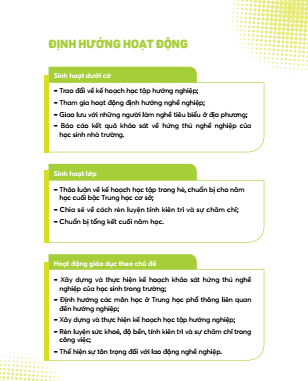 ĐỊNH HƯỚNG HOẠT ĐỘNG
Sinh hoạt dưới cờ
- Trao đổi về kế hoạch học tập hướng nghiệp;
- Tham gia hoạt động định hướng nghề nghiệp;
- Giao lưu với những người làm nghề tiêu biểu ở địa phương;
- Báo cáo kết quả khảo sát về hứng thú nghề nghiệp của
học sinh nhà trường.
Sinh hoạt lớp
- Thảo luận về kế hoạch học tập trong hè, chuẩn bị cho năm
học cuối bậc Trung học cơ sở;
- Chia sẻ về cách rèn luyện tính kiên trì và sự chăm chỉ;
- Chuẩn bị tổng kết cuối năm học.
Hoạt động giáo dục theo chủ đề
- Xây dựng và thực hiện kế hoạch khảo sát hứng thú nghề
nghiệp của học sinh trong trường;
- Định hướng các môn học ở Trung học phổ thông liên quan
đến hướng nghiệp;
- Xây dựng và thực hiện kế hoạch học tập hướng nghiệp;
- Rèn luyện sức khoẻ, độ bền, tính kiên trì và sự chăm chỉ trong
công việc;
- Thể hiện sự tôn trọng đối với lao động nghề nghiệp.